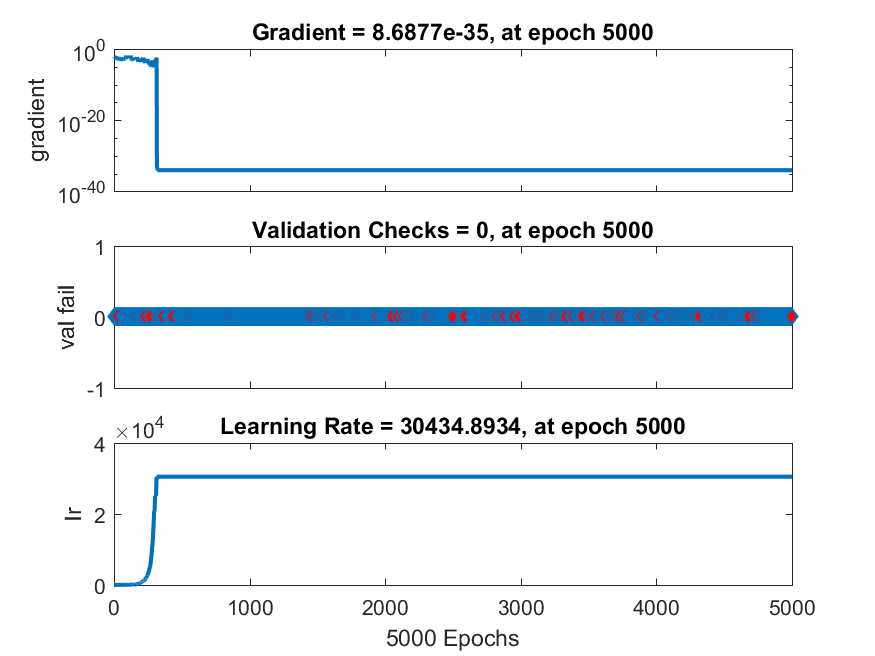 Gradient = 8.6877e-35, at epoch 5000
10^0
10^-20
10^-40
gradient
Validation Checks = 0, at epoch 5000
1
0
-1
val fail
Learning Rate = 30434.8934, at epoch 5000
×10^4
4
2
0
lr
0 1000 2000 3000 4000 5000
5000 Epochs